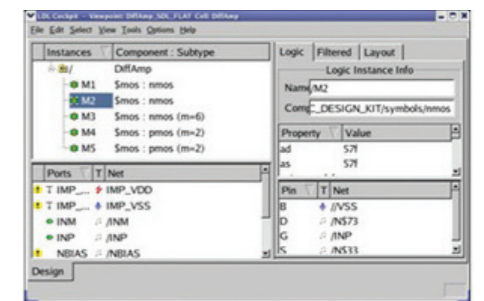 LDL Cockpit - Viewpoint DiffAmp_SDL_FLAT Cell DiffAmp
File Edit Select View Tools Options Help
Instances Component : Subtype
/ DiffAmp
M1 $mos : nmos
M2 $mos : nmos
M3 $mos : nmos (m=6)
M4 $mos : pmos (m=2)
M5 $mos : pmos (m=2)
Ports T Net
T IMP_... IMP_VDD
T IMP_... IMP_VSS
INM /INM
INP /INP
NBIAS /NBIAS
Logic Filtered Layout
Logic Instance Info
Name /M2
Comp C_DESIGN_KIT/symbols/nmos
Property Value
ad 57f
as 57f
Pin T Net
B //VSS
D /N$73
G /INP
S /N$33
Design